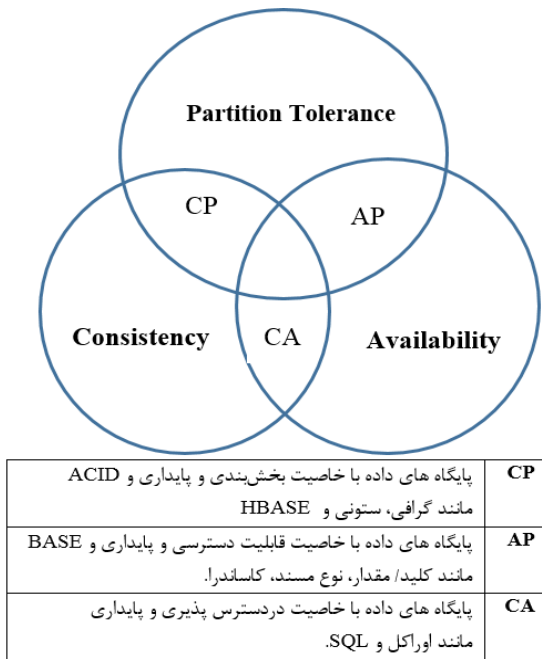 Partition Tolerance
CP
AP
Consistency
CA
Availability
CP
پایگاه های داده با خاصیت بخش‌بندی و پایداری و ACID
مانند گرافی، ستونی و HBASE
AP
پایگاه های داده با خاصیت قابلیت دسترسی و پایداری و BASE
مانند کلید/ مقدار، نوع مسند، کاساندرا.
CA
پایگاه های داده با خاصیت دردسترس پذیری و پایداری
مانند اوراکل و SQL.